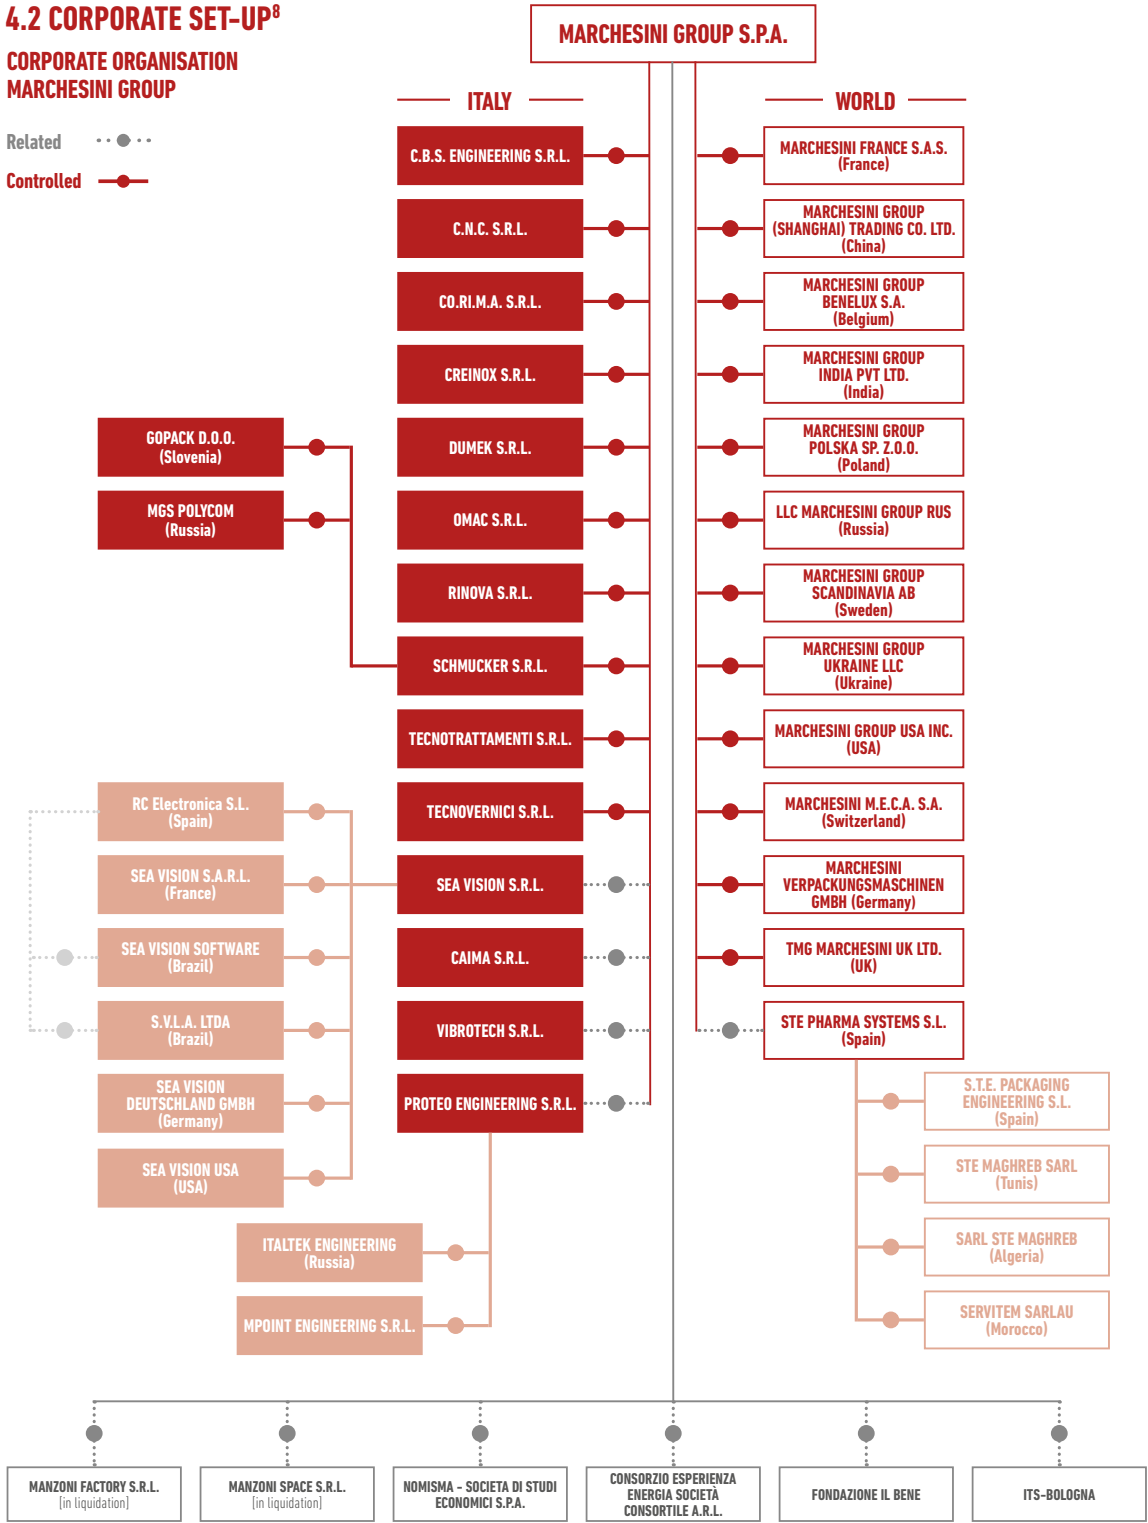 4.2 CORPORATE SET-UP8
CORPORATE ORGANISATION
MARCHESINI GROUP
Related
Controlled
MARCHESINI GROUP S.P.A.
ITALY
C.B.S. ENGINEERING S.R.L.
C.N.C. S.R.L.
CO.RI.M.A. S.R.L.
CREINOX S.R.L.
DUMEK S.R.L.
OMAC S.R.L.
RINOVA S.R.L.
SCHMUCKER S.R.L.
TECNOTRATTAMENTI S.R.L.
TECNOVERNICI S.R.L.
SEA VISION S.R.L.
CAIMA S.R.L.
VIBROTECH S.R.L.
PROTEO ENGINEERING S.R.L.
GOPACK D.O.O.
(Slovenia)
MGS POLYCOM
(Russia)
RC Electronica S.L.
(Spain)
SEA VISION S.A.R.L.
(France)
SEA VISION SOFTWARE
(Brazil)
S.V.L.A. LTDA
(Brazil)
SEA VISION
DEUTSCHLAND GMBH
(Germany)
SEA VISION USA
(USA)
ITALTEK ENGINEERING
(Russia)
MPOINT ENGINEERING S.R.L.
WORLD
MARCHESINI FRANCE S.A.S.
(France)
MARCHESINI GROUP
(SHANGHAI) TRADING CO. LTD.
(China)
MARCHESINI GROUP
BENELUX S.A.
(Belgium)
MARCHESINI GROUP
INDIA PVT LTD.
(India)
MARCHESINI GROUP
POLSKA SP. Z.O.O.
(Poland)
LLC MARCHESINI GROUP RUS
(Russia)
MARCHESINI GROUP
SCANDINAVIA AB
(Sweden)
MARCHESINI GROUP
UKRAINE LLC
(Ukraine)
MARCHESINI GROUP USA INC.
(USA)
MARCHESINI M.E.C.A. S.A.
(Switzerland)
MARCHESINI
VERPACKUNGSMASCHINEN
GMBH (Germany)
TMG MARCHESINI UK LTD.
(UK)
STE PHARMA SYSTEMS S.L.
(Spain)
S.T.E. PACKAGING
ENGINEERING S.L.
(Spain)
STE MAGHREB SARL
(Tunis)
SARL STE MAGHREB
(Algeria)
SERVITEM SARLAU
(Morocco)
MANZONI FACTORY S.R.L.
[in liquidation]
MANZONI SPACE S.R.L.
[in liquidation]
NOMISMA - SOCIETA DI STUDI
ECONOMICI S.P.A.
CONSORZIO ESPERIENZA
ENERGIA SOCIETÀ
CONSORTILE A.R.L.
FONDAZIONE IL BENE
ITS-BOLOGNA